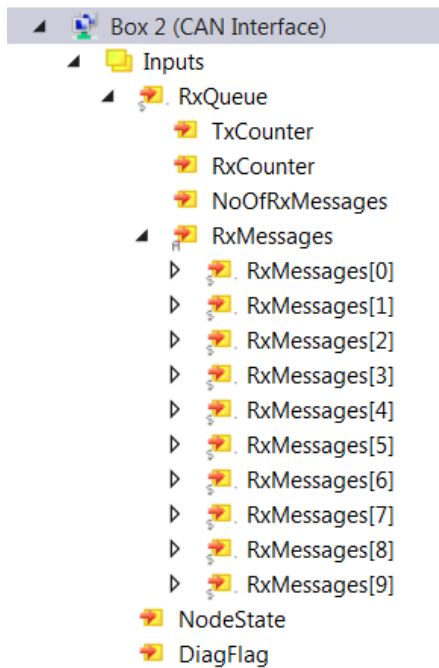 Box 2 (CAN Interface)
Inputs
RxQueue
TxCounter
RxCounter
NoOfRxMessages
RxMessages
RxMessages[0]
RxMessages[1]
RxMessages[2]
RxMessages[3]
RxMessages[4]
RxMessages[5]
RxMessages[6]
RxMessages[7]
RxMessages[8]
RxMessages[9]
NodeState
DiagFlag